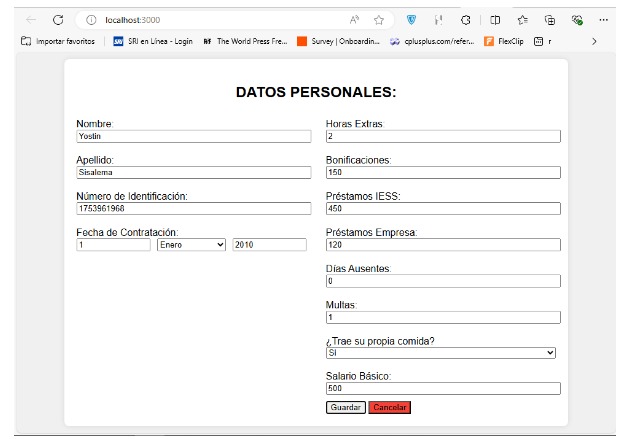 localhost:3000
Importar favoritos SRI SRI en Línea - Login The World Press Fre... Survey | Onboardin... cplusplus.com/refer... FlexClip r
DATOS PERSONALES:
Nombre:
Yostin
Apellido:
Sisalema
Número de Identificación:
1753961968
Fecha de Contratación:
1 Enero 2010
Horas Extras:
2
Bonificaciones:
150
Préstamos IESS:
450
Préstamos Empresa:
120
Días Ausentes:
0
Multas:
1
¿Trae su propia comida?
SI
Salario Básico:
500
Guardar Cancelar